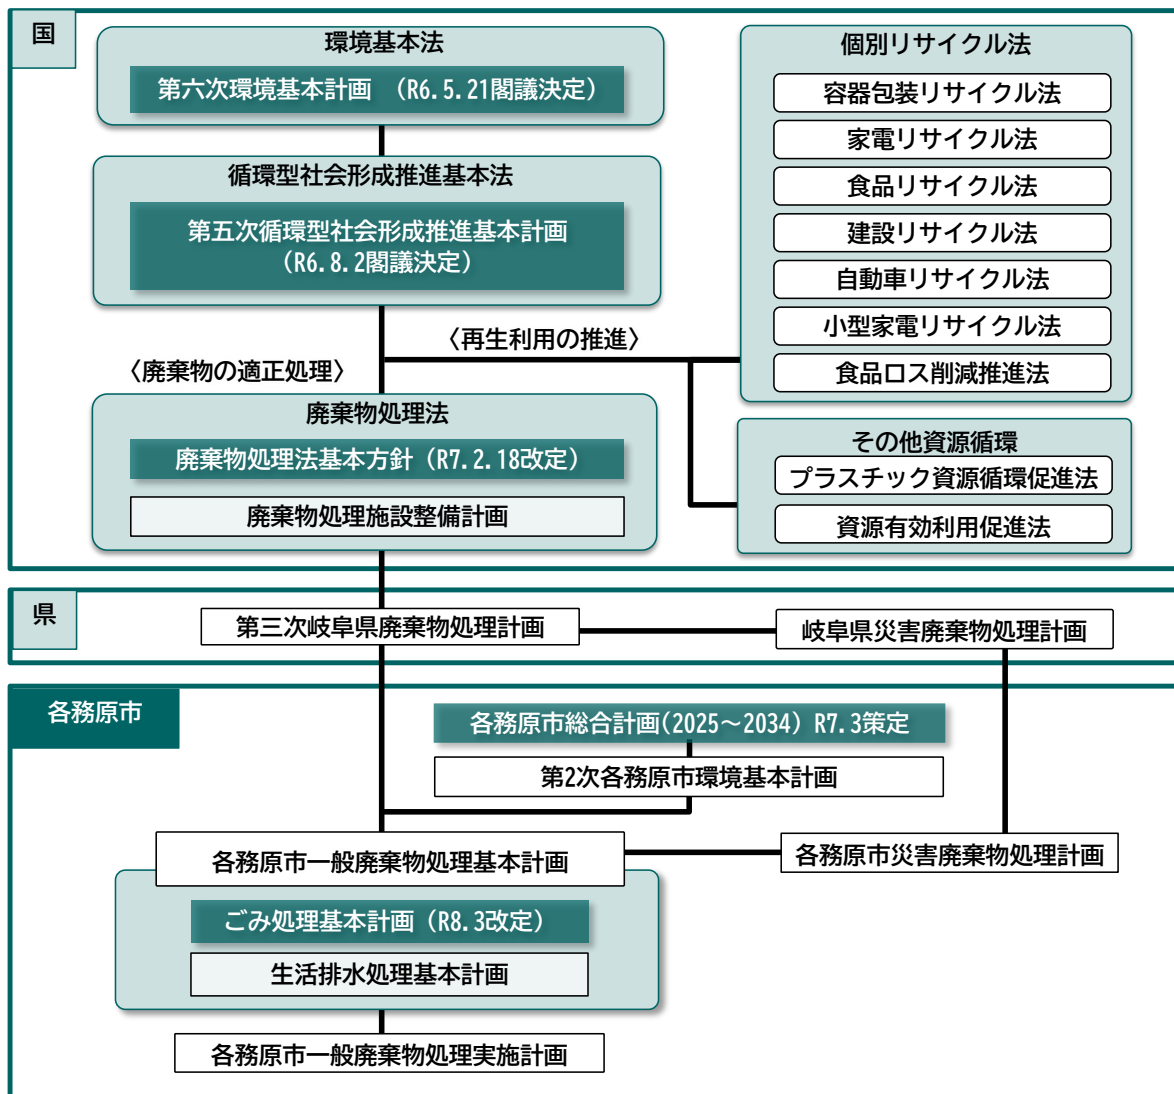 国
環境基本法
第六次環境基本計画 （R6.5.21閣議決定）
循環型社会形成推進基本法
第五次循環型社会形成推進基本計画
（R6.8.2閣議決定）
〈再生利用の推進〉
〈廃棄物の適正処理〉
廃棄物処理法
廃棄物処理法基本方針（R7.2.18改定）
廃棄物処理施設整備計画
個別リサイクル法
容器包装リサイクル法
家電リサイクル法
食品リサイクル法
建設リサイクル法
自動車リサイクル法
小型家電リサイクル法
食品ロス削減推進法
その他資源循環
プラスチック資源循環促進法
資源有効利用促進法
県
第三次岐阜県廃棄物処理計画
岐阜県災害廃棄物処理計画
各務原市
各務原市総合計画(2025～2034) R7.3策定
第2次各務原市環境基本計画
各務原市一般廃棄物処理基本計画
各務原市災害廃棄物処理計画
ごみ処理基本計画（R8.3改定）
生活排水処理基本計画
各務原市一般廃棄物処理実施計画